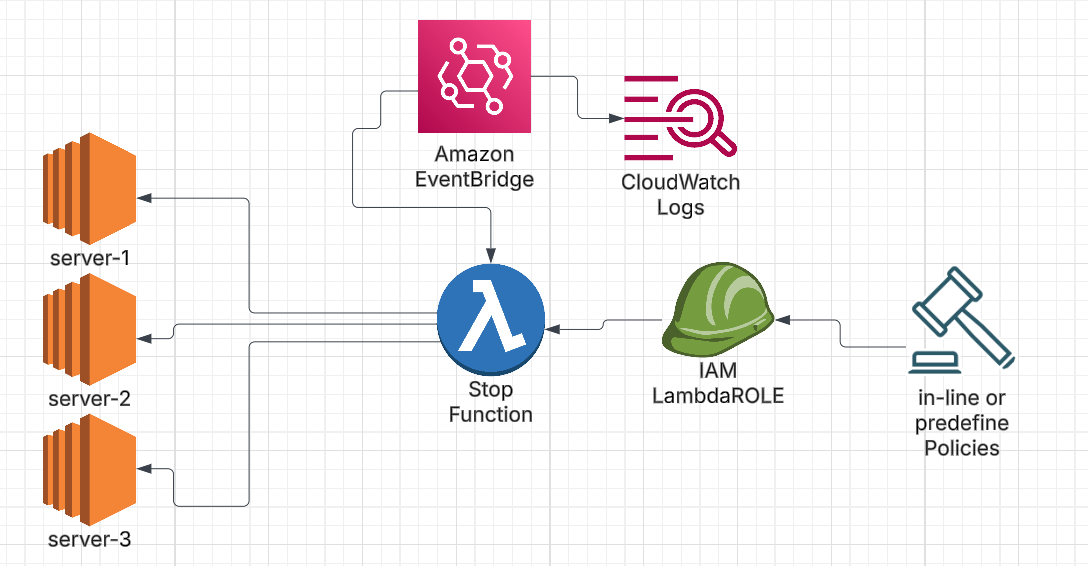 Amazon
EventBridge
CloudWatch
Logs
server-1
server-2
server-3
Stop
Function
IAM
LambdaROLE
in-line or
predefine
Policies